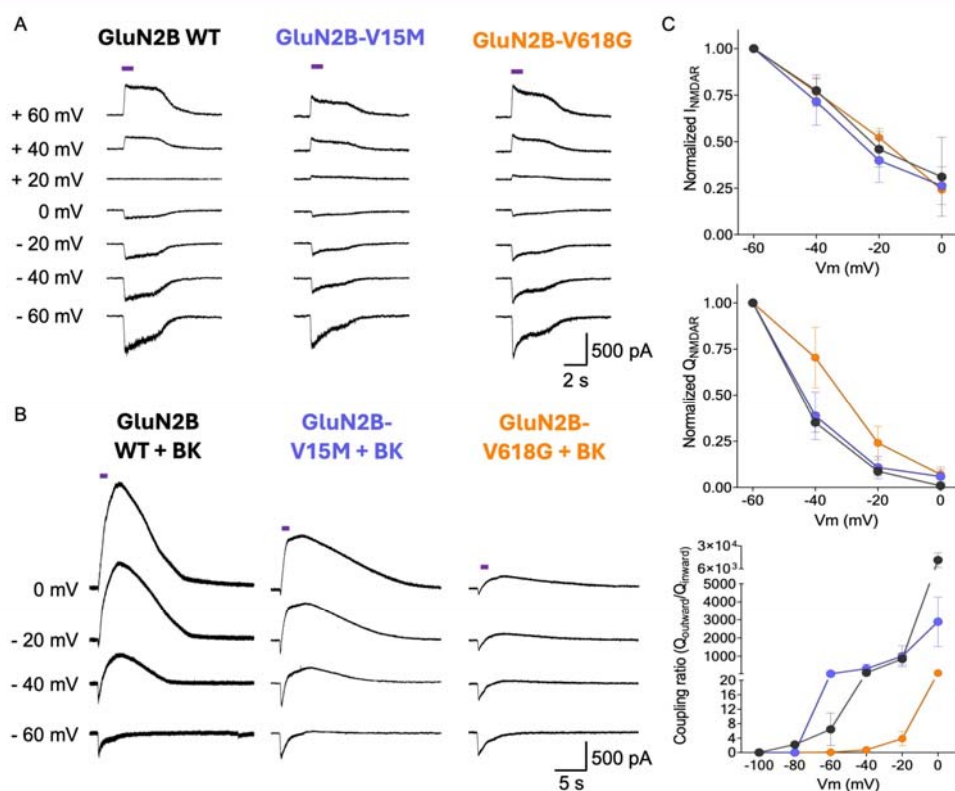 A
GluN2B WT
GluN2B-V15M
GluN2B-V618G
+ 60 mV
+ 40 mV
+ 20 mV
0 mV
- 20 mV
- 40 mV
- 60 mV
500 pA
2 s
B
GluN2B
WT + BK
GluN2B-
V15M + BK
GluN2B-
V618G + BK
0 mV
- 20 mV
- 40 mV
- 60 mV
500 pA
5 s
C
Normalized INMDAR
1.00
0.75
0.50
0.25
0.00
-60
-40
-20
0
Vm (mV)
Normalized QNMDAR
1.00
0.75
0.50
0.25
0.00
-60
-40
-20
0
Vm (mV)
Coupling ratio (Qoutward/Qinward)
3×10⁴
6×10³
5000
4000
3000
2000
1000
20
16
12
8
4
0
-100
-80
-60
-40
-20
0
Vm (mV)